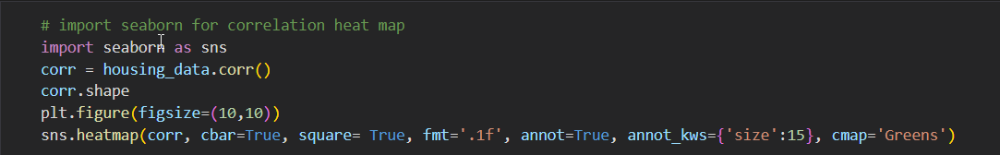 # import seaborn for correlation heat map
import seaborn as sns
corr = housing_data.corr()
corr.shape
plt.figure(figsize=(10,10))
sns.heatmap(corr, cbar=True, square= True, fmt='.1f', annot=True, annot_kws={'size':15}, cmap='Greens')